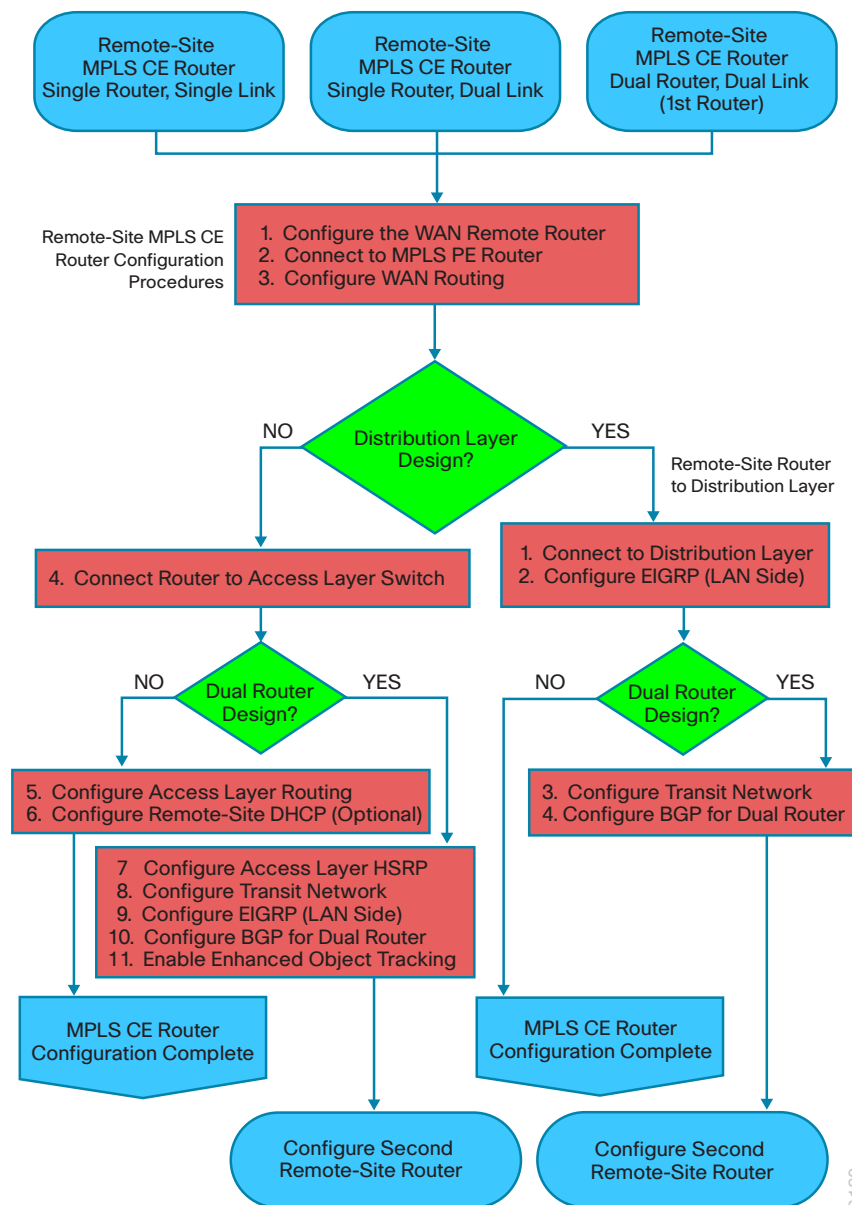 Remote-Site
MPLS CE Router
Single Router, Single Link
Remote-Site
MPLS CE Router
Single Router, Dual Link
Remote-Site
MPLS CE Router
Dual Router, Dual Link
(1st Router)
Remote-Site MPLS CE
Router Configuration
Procedures
1. Configure the WAN Remote Router
2. Connect to MPLS PE Router
3. Configure WAN Routing
NO
Distribution Layer
Design?
YES
Remote-Site Router
to Distribution Layer
4. Connect Router to Access Layer Switch
1. Connect to Distribution Layer
2. Configure EIGRP (LAN Side)
NO
Dual Router
Design?
YES
NO
Dual Router
Design?
YES
5. Configure Access Layer Routing
6. Configure Remote-Site DHCP (Optional)
3. Configure Transit Network
4. Configure BGP for Dual Router
7 Configure Access Layer HSRP
8. Configure Transit Network
9. Configure EIGRP (LAN Side)
10. Configure BGP for Dual Router
11. Enable Enhanced Object Tracking
MPLS CE Router
Configuration Complete
MPLS CE Router
Configuration Complete
Configure Second
Remote-Site Router
Configure Second
Remote-Site Router